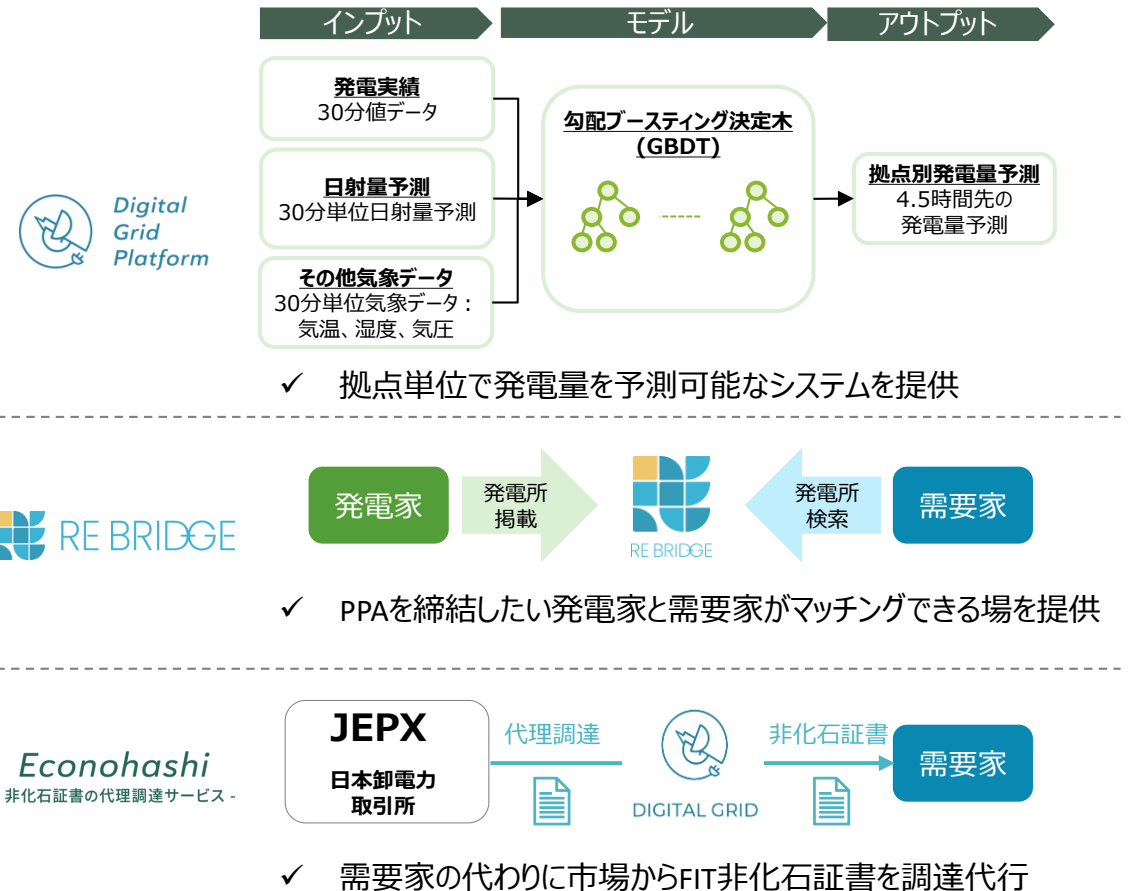 インプット
モデル
アウトプット
発電実績
30分値データ
日射量予測
30分単位日射量予測
その他気象データ
30分単位気象データ：
気温、湿度、気圧
勾配ブースティング決定木
(GBDT)
拠点別発電量予測
4.5時間先の
発電量予測
Digital
Grid
Platform
✓ 拠点単位で発電量を予測可能なシステムを提供
RE BRIDGE
発電家
発電所
掲載
RE BRIDGE
発電所
検索
需要家
✓ PPAを締結したい発電家と需要家がマッチングできる場を提供
Econohashi
非化石証書の代理調達サービス -
JEPX
日本卸電力
取引所
代理調達
DIGITAL GRID
非化石証書
需要家
✓ 需要家の代わりに市場からFIT非化石証書を調達代行